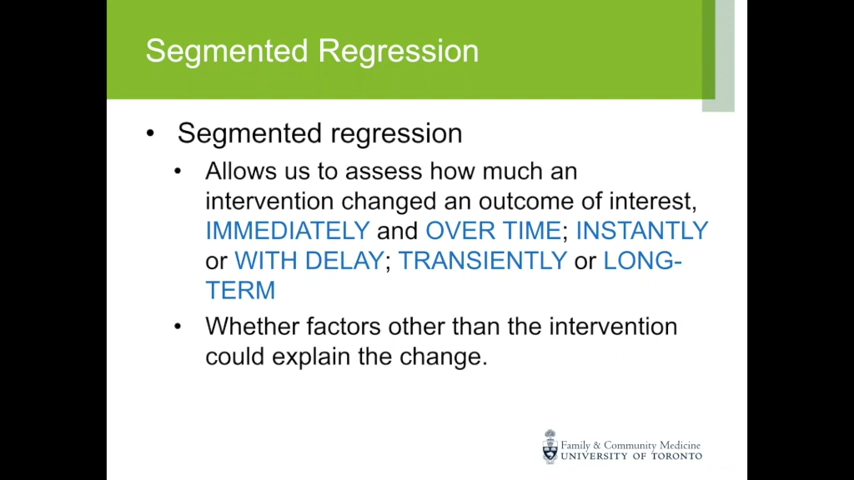 Segmented Regression
• Segmented regression
• Allows us to assess how much an
intervention changed an outcome of interest,
IMMEDIATELY and OVER TIME; INSTANTLY
or WITH DELAY; TRANSIENTLY or LONG-
TERM
• Whether factors other than the intervention
could explain the change.
Family & Community Medicine
UNIVERSITY OF TORONTO